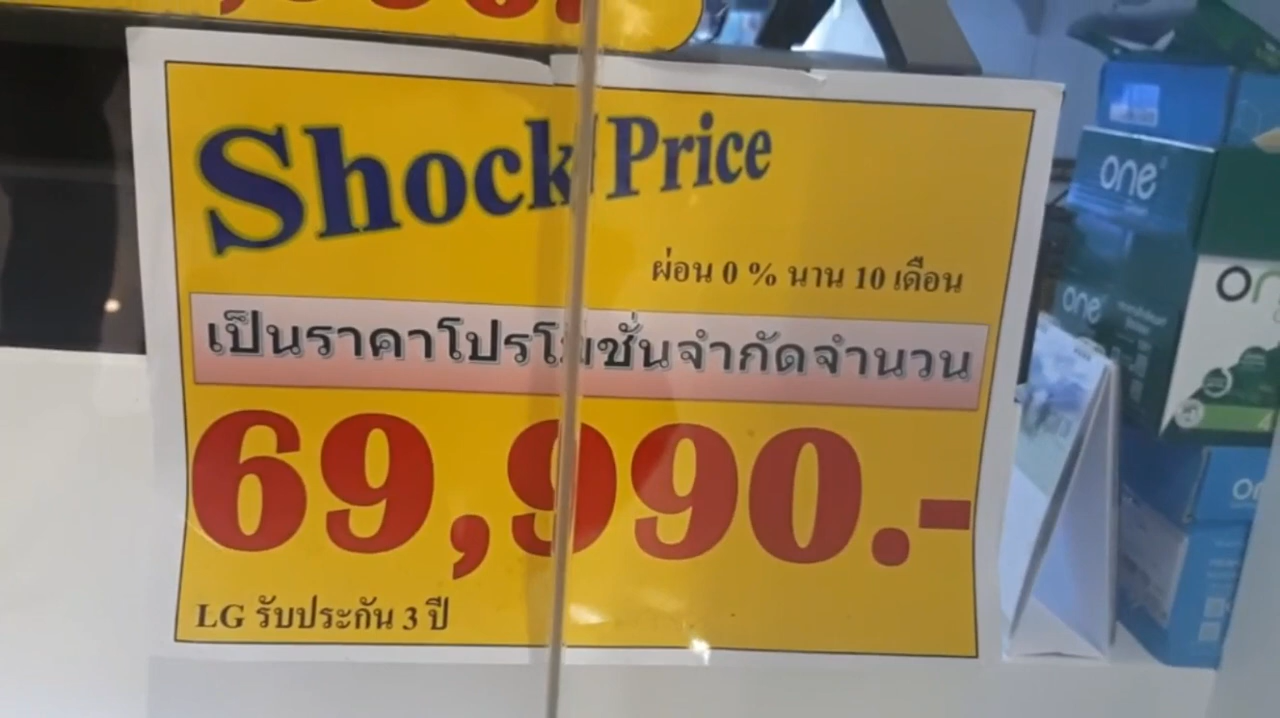 Shock Price
ผ่อน 0 % นาน 10 เดือน
เป็นราคาโปรโมชั่นจำกัดจำนวน
69,990.-
LG รับประกัน 3 ปี
one
one